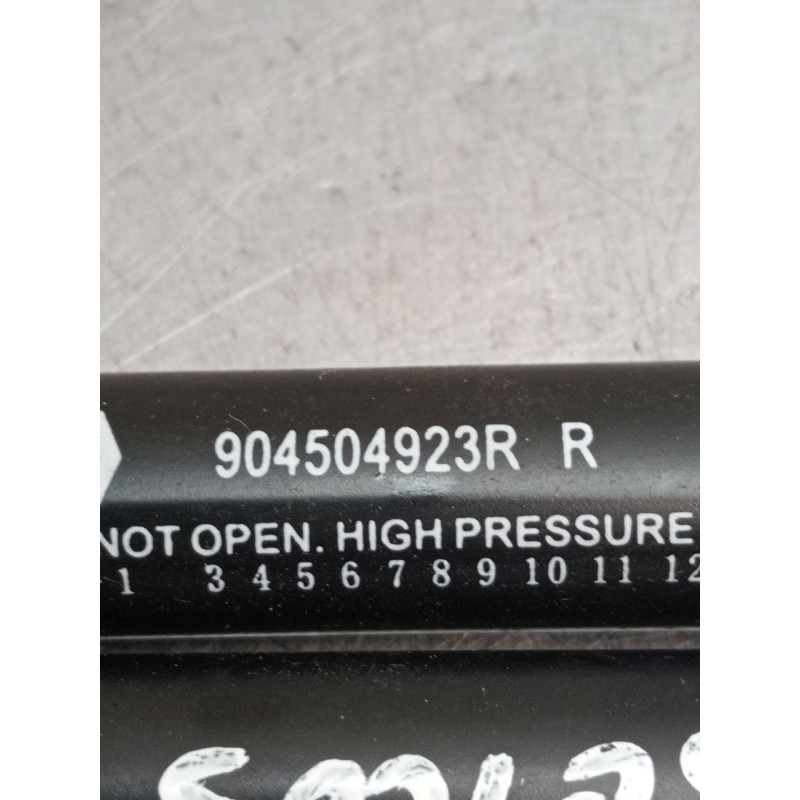 904504923R R
NOT OPEN. HIGH PRESSURE
1 3 4 5 6 7 8 9 10 11 12